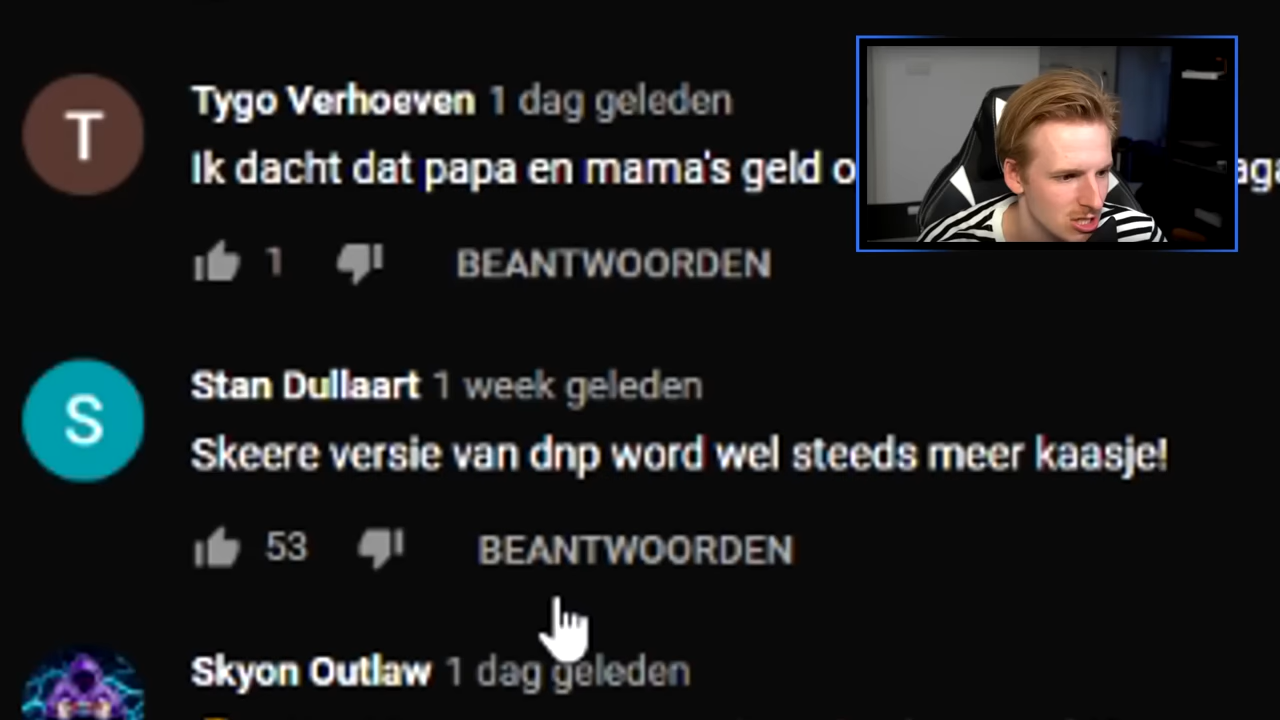 T
Tygo Verhoeven 1 dag geleden
Ik dacht dat papa en mama's geld
1
BEANTWOORDEN
S
Stan Dullaart 1 week geleden
Skeere versie van dnp word wel steeds meer kaasje!
53
BEANTWOORDEN
Skyon Outlaw 1 dag geleden